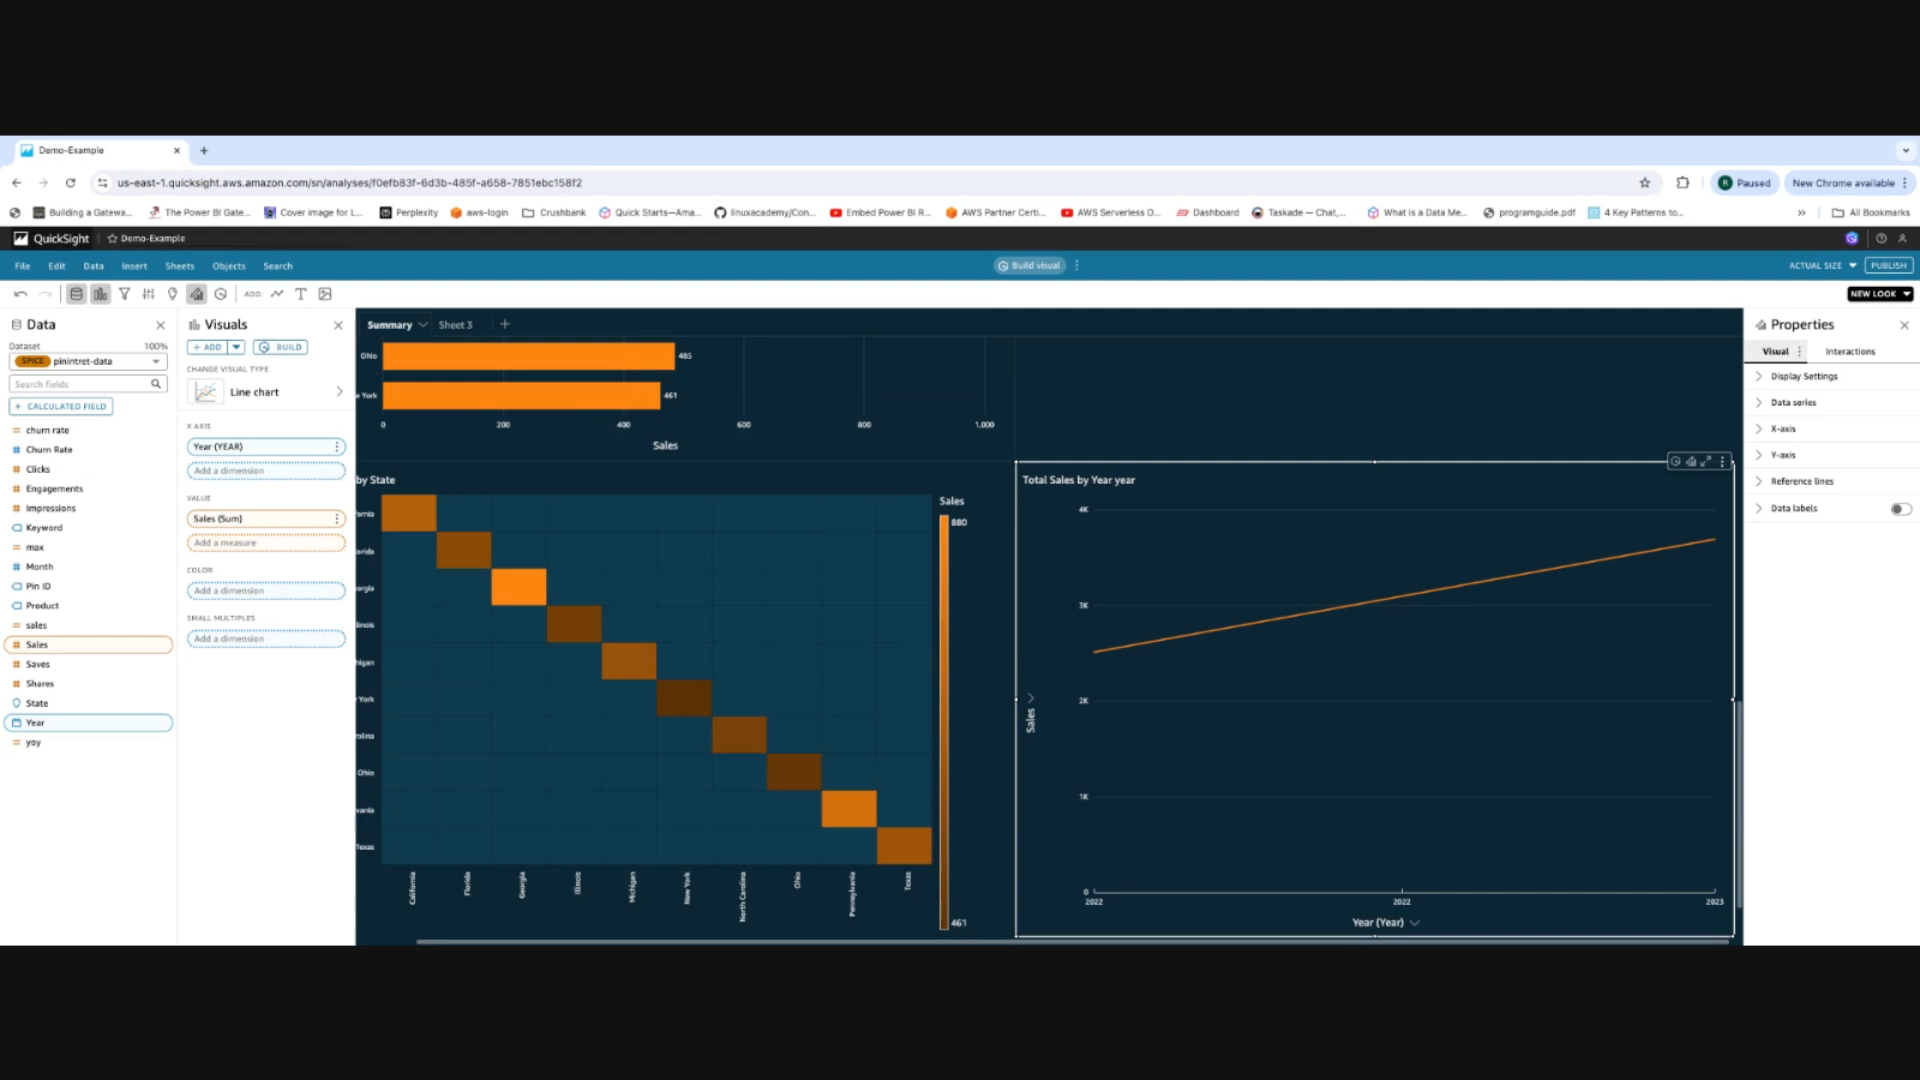 Demo-Example
us-east-1.quicksight.aws.amazon.com/sn/analyses/f0efb83f-6d3b-485f-a658-7851ebc158f2
Paused
New Chrome available
Building a Gatewa...
The Power BI Gate...
Cover image for L...
Perplexity
aws-login
Crushbank
Quick Starts—Ama...
linuxacademy/Con...
Embed Power BI R...
AWS Partner Certi...
AWS Serverless D...
Dashboard
Taskade — Chat,...
What is a Data Me...
programguide.pdf
4 Key Patterns to...
All Bookmarks
QuickSight
Demo-Example
File
Edit
Data
Insert
Sheets
Objects
Search
Build visual
ACTUAL SIZE
PUBLISH
ADD:
NEW LOOK
Data
Dataset
100%
SPICE pinintret-data
Search fields
+ CALCULATED FIELD
churn rate
Churn Rate
Clicks
Engagements
Impressions
Keyword
max
Month
Pin ID
Product
sales
Sales
Saves
Shares
State
Year
yoy
Visuals
+ ADD
BUILD
CHANGE VISUAL TYPE
Line chart
X AXIS
Year (YEAR)
Add a dimension
VALUE
Sales (Sum)
Add a measure
COLOR
Add a dimension
SMALL MULTIPLES
Add a dimension
Summary
Sheet 3
Ohio
485
York
461
0
200
400
600
800
1,000
Sales
by State
Sales
880
461
York
Ohio
Texas
California
Florida
Georgia
Illinois
Michigan
New York
North Carolina
Ohio
Pennsylvania
Texas
Total Sales by Year year
4K
3K
2K
1K
0
Sales
2022
2022
2023
Year (Year)
Properties
Visual
Interactions
Display Settings
Data series
X-axis
Y-axis
Reference lines
Data labels